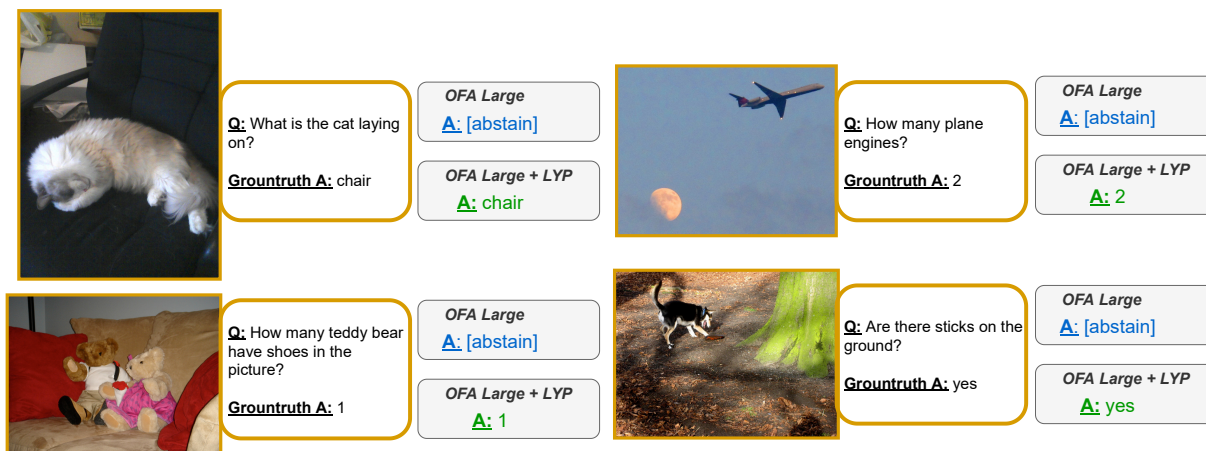 Q: What is the cat laying
on?
Grountruth A: chair
OFA Large
A: [abstain]
OFA Large + LYP
A: chair
Q: How many plane
engines?
Grountruth A: 2
OFA Large
A: [abstain]
OFA Large + LYP
A: 2
Q: How many teddy bear
have shoes in the
picture?
Grountruth A: 1
OFA Large
A: [abstain]
OFA Large + LYP
A: 1
Q: Are there sticks on the
ground?
Grountruth A: yes
OFA Large
A: [abstain]
OFA Large + LYP
A: yes